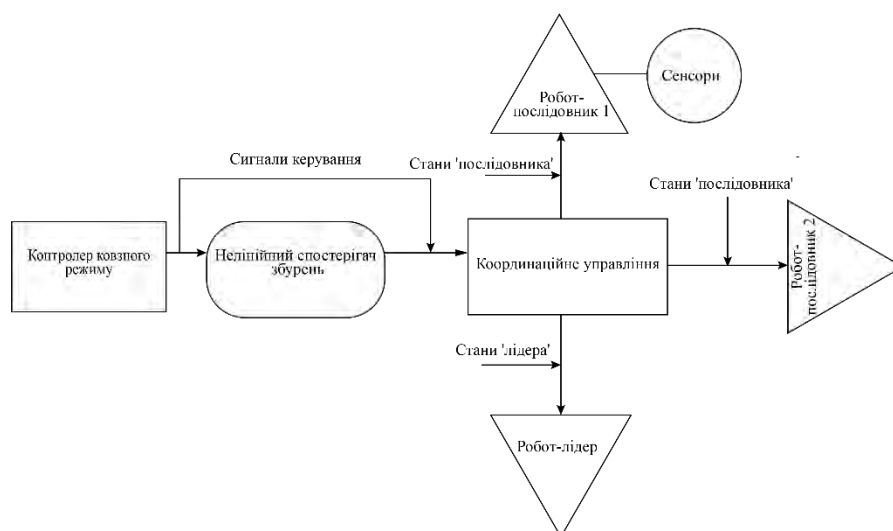 Сенсори
Робот-
послідовник 1
Сигнали керування
Стани 'послідовника'
Стани 'послідовника'
Контролер ковзного
режиму
Нелінійний спостерігач
збурень
Координаційне управління
Робот-
послідовник 2
Стани 'лідера'
Робот-лідер